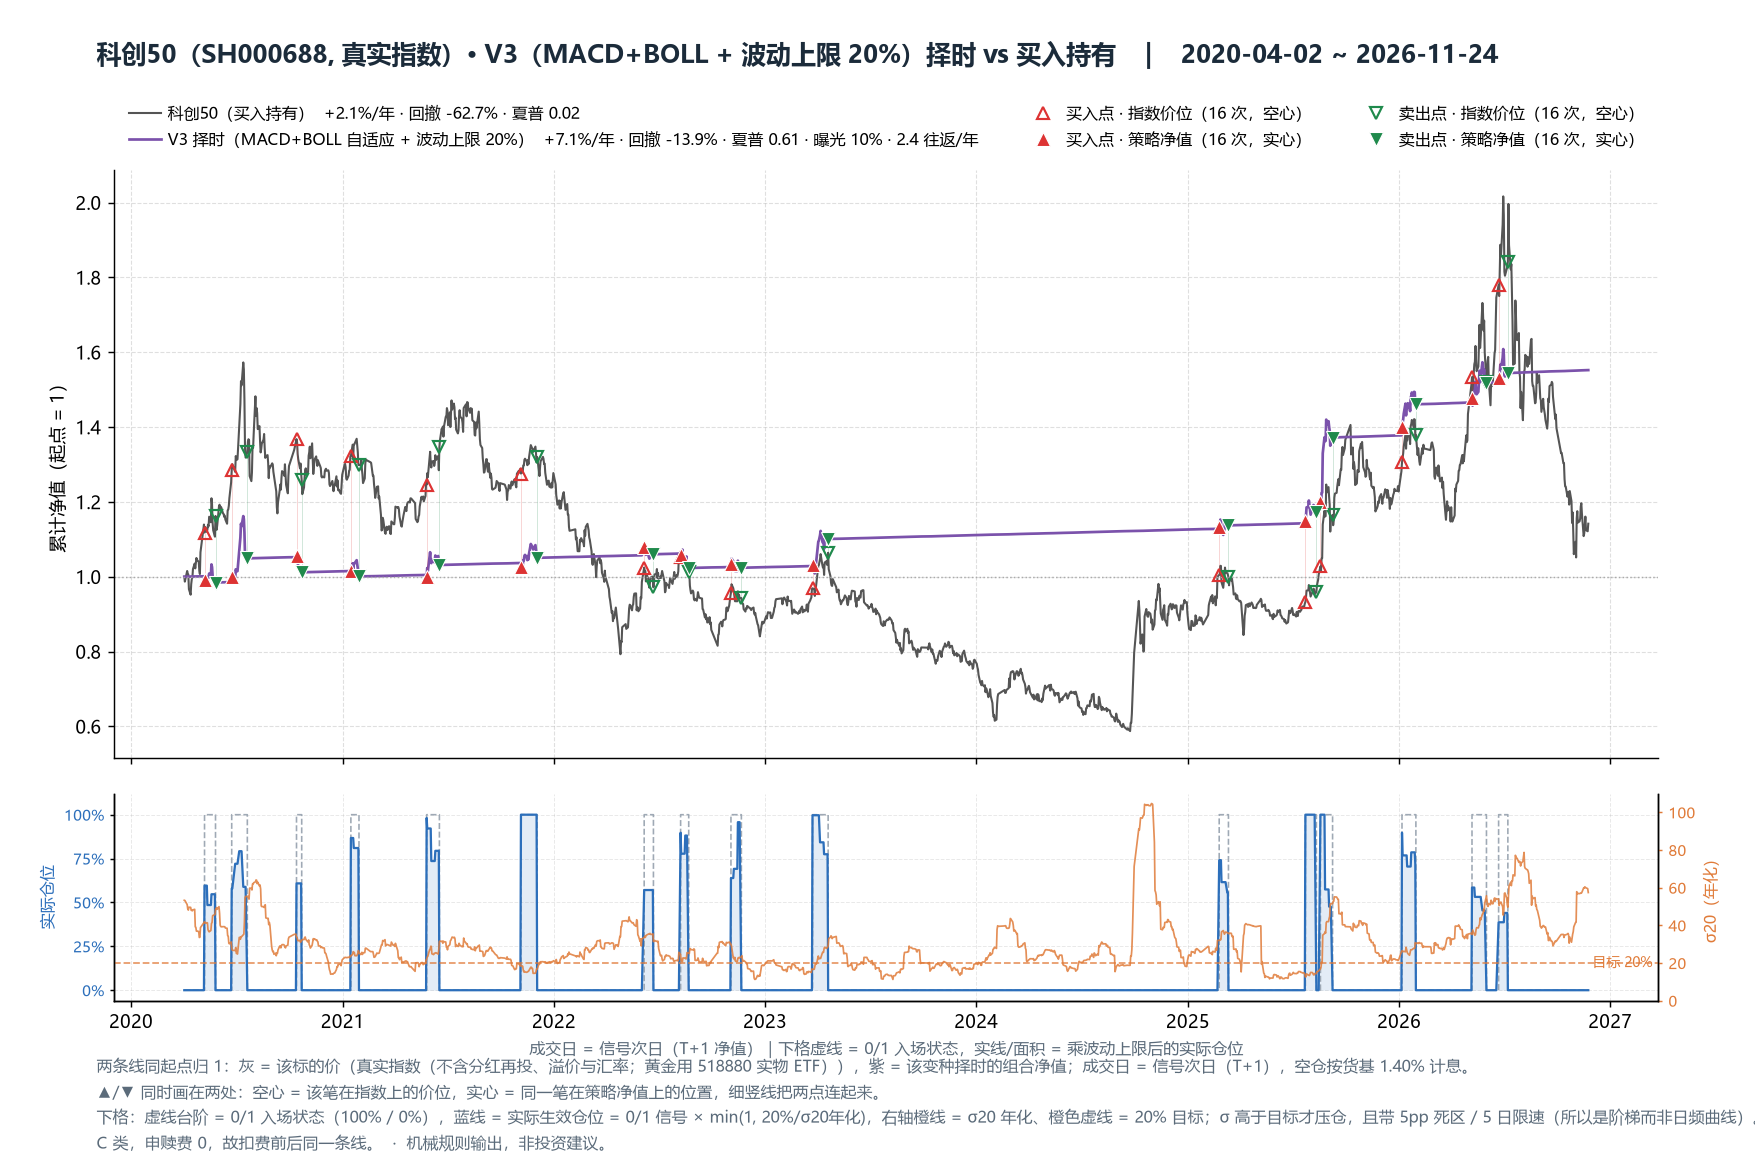 科创50（SH000688, 真实指数）• V3（MACD+BOLL + 波动上限 20%）择时 vs 买入持有 | 2020-04-02 ~ 2026-11-24
科创50（买入持有） +2.1%/年 · 回撤 -62.7% · 夏普 0.02
V3 择时（MACD+BOLL 自适应 + 波动上限 20%） +7.1%/年 · 回撤 -13.9% · 夏普 0.61 · 曝光 10% · 2.4 往返/年
买入点 · 指数价位（16 次，空心）
买入点 · 策略净值（16 次，实心）
卖出点 · 指数价位（16 次，空心）
卖出点 · 策略净值（16 次，实心）
累计净值（起点 = 1）
2.0
1.8
1.6
1.4
1.2
1.0
0.8
0.6
实际仓位
100%
75%
50%
25%
0%
100
80
60
40
20
0
σ20（年化）
目标 20%
2020 2021 2022 2023 2024 2025 2026 2027
成交日 = 信号次日（T+1 净值）｜下格虚线 = 0/1 入场状态，实线/面积 = 乘波动上限后的实际仓位
两条线同起点归 1：灰 = 该标的价（真实指数（不含分红再投、溢价与汇率；黄金用 518880 实物 ETF）），紫 = 该变种择时的组合净值；成交日 = 信号次日（T+1），空仓按货基 1.40% 计息。
▲/▼ 同时画在两处：空心 = 该笔在指数上的价位，实心 = 同一笔在策略净值上的位置，细竖线把两点连起来。
下格：虚线台阶 = 0/1 入场状态（100% / 0%），蓝线 = 实际生效仓位 = 0/1 信号 × min(1, 20%/σ20年化)，右轴橙线 = σ20 年化、橙色虚线 = 20% 目标；σ 高于目标才压仓，且带 5pp 死区 / 5 日限速（所以是阶梯而非日频曲线）。
C 类，申赎费 0，故扣费前后同一条线。 · 机械规则输出，非投资建议。